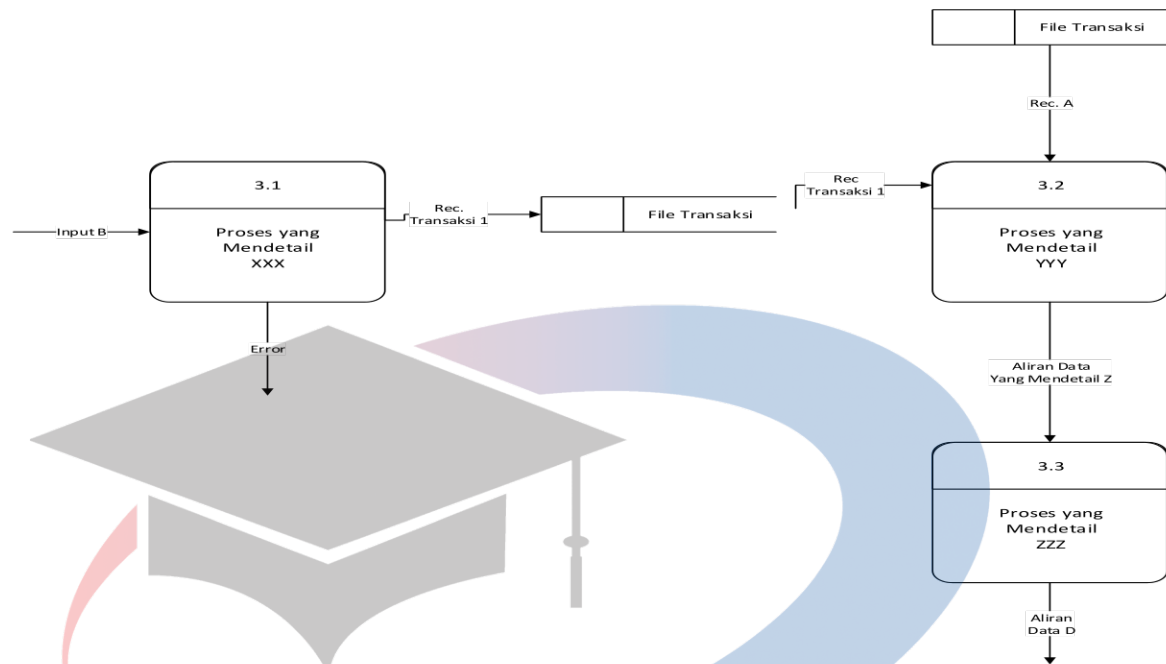 File Transaksi
Rec. A
3.1
Input B
Proses yang
Mendetail
XXX
Rec.
Transaksi 1
File Transaksi
Error
Rec
Transaksi 1
3.2
Proses yang
Mendetail
YYY
Aliran Data
Yang Mendetail Z
3.3
Proses yang
Mendetail
ZZZ
Aliran
Data D